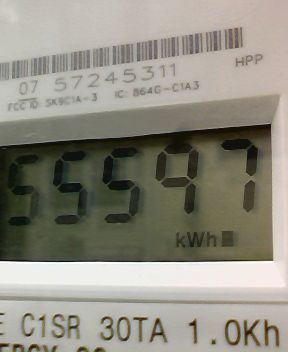 07 57245311
HPP
FCC ID: SK9C1A-3 IC: 864G-C1A3
55597
kWh
E C1SR 30TA 1.0Kh